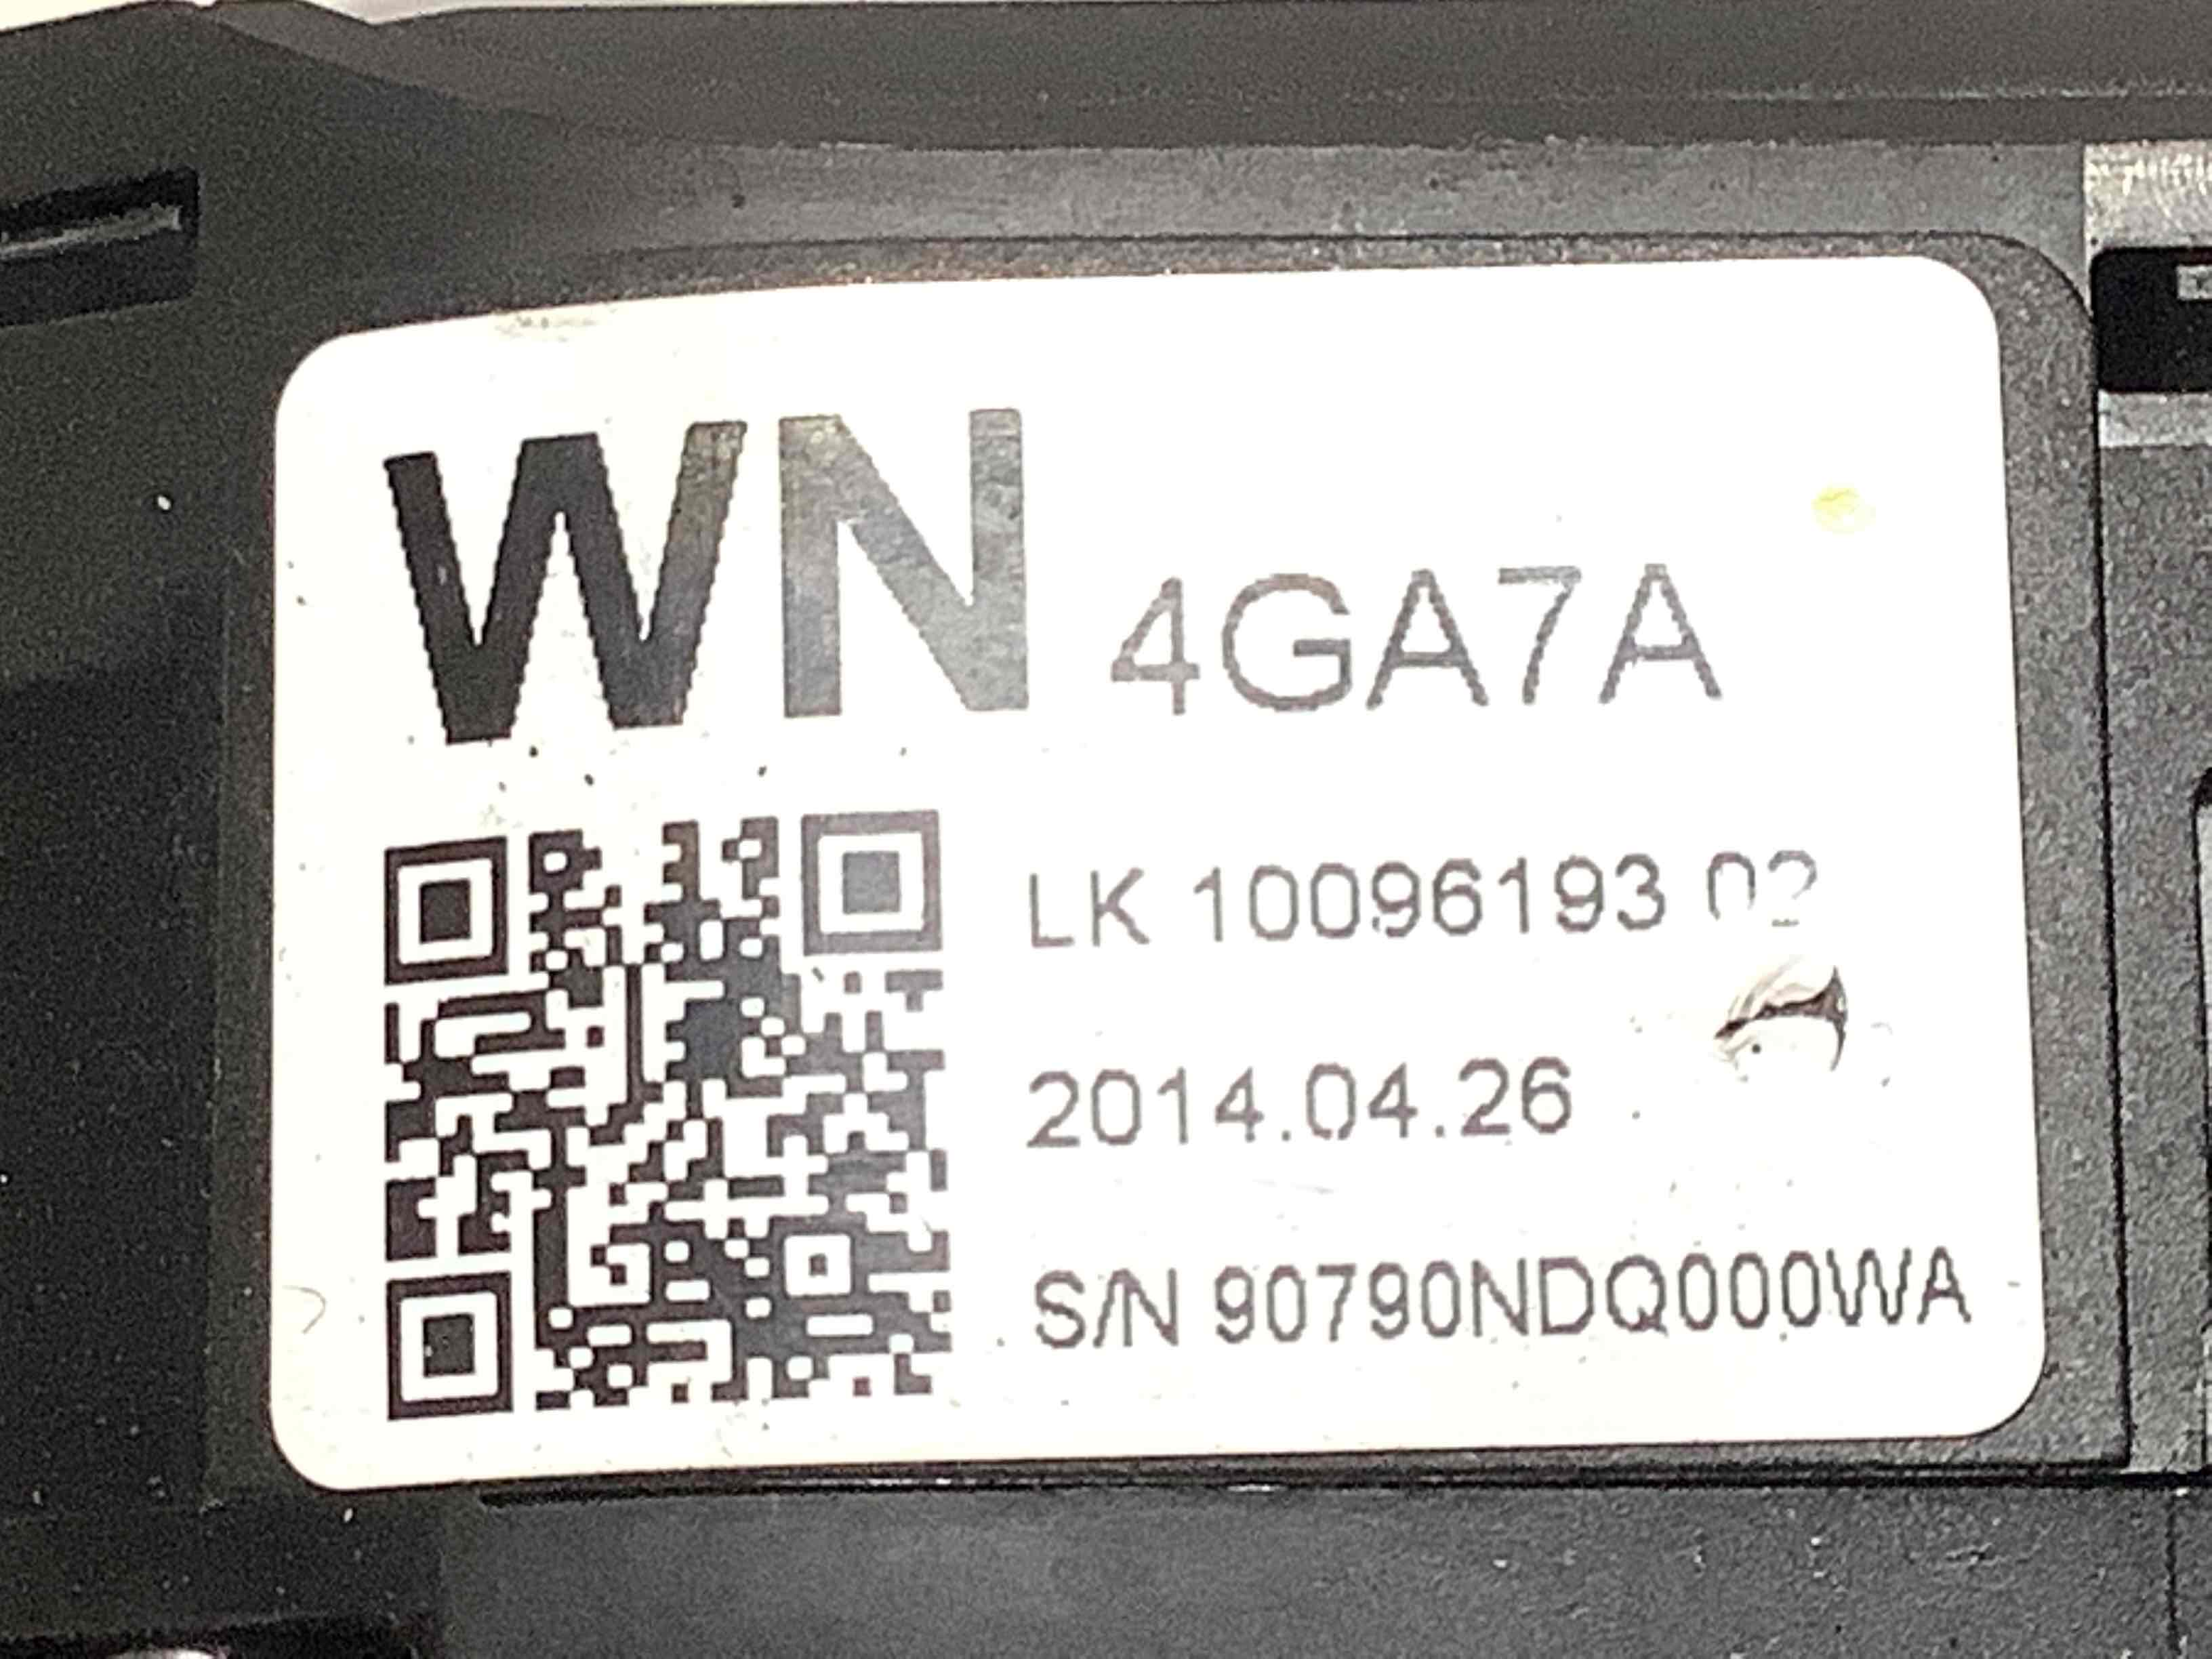 WN 4GA7A
LK 10096193 02
2014.04.26
S/N 90790NDQ000WA